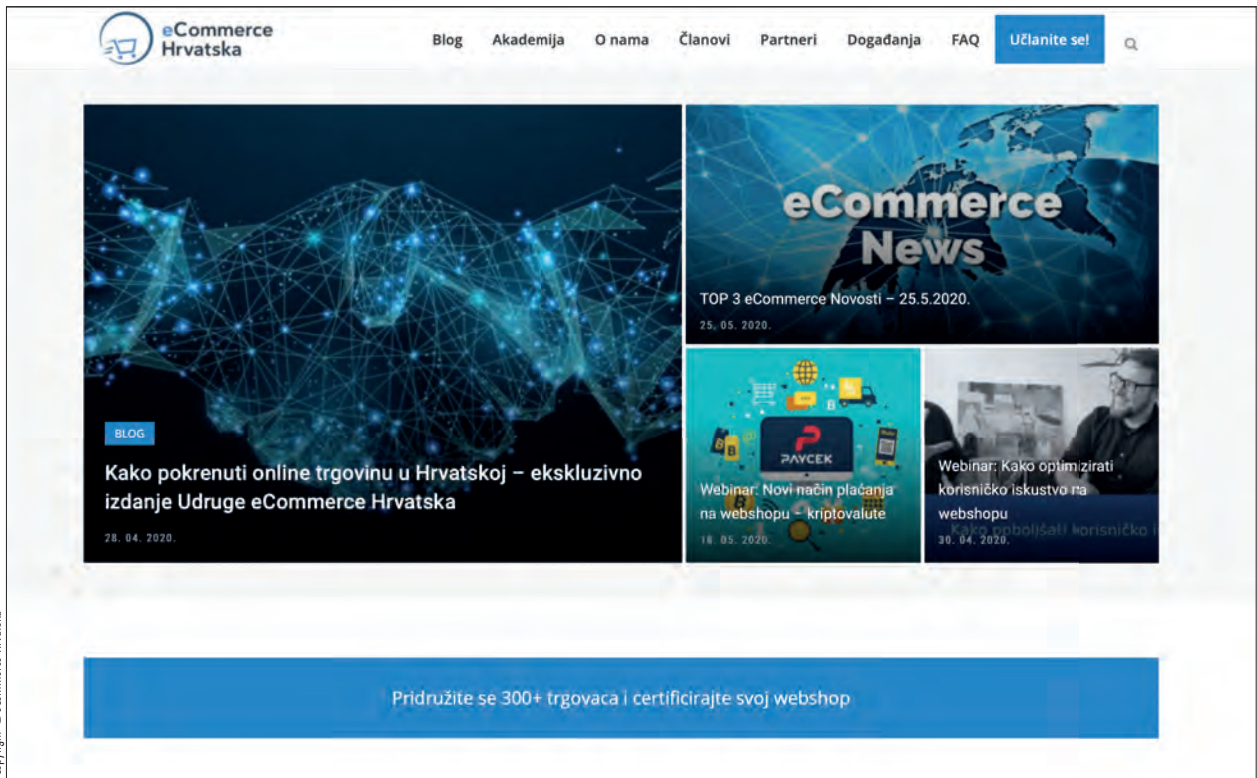 eCommerce
Hrvatska
Blog Akademija O nama Članovi Partneri Događanja FAQ Učlanite se!
eCommerce
News
TOP 3 eCommerce Novosti – 25.5.2020.
25. 05. 2020.
BLOG
Kako pokrenuti online trgovinu u Hrvatskoj – ekskluzivno
izdanje Udruge eCommerce Hrvatska
28. 04. 2020.
PAYCEK
Webinar: Novi način plaćanja
na webshopu – kriptovalute
18. 05. 2020.
Webinar: Kako optimizirati
korisničko iskustvo na
webshopu
Kako poboljšati korisničko i
30. 04. 2020.
Pridružite se 300+ trgovaca i certificirajte svoj webshop